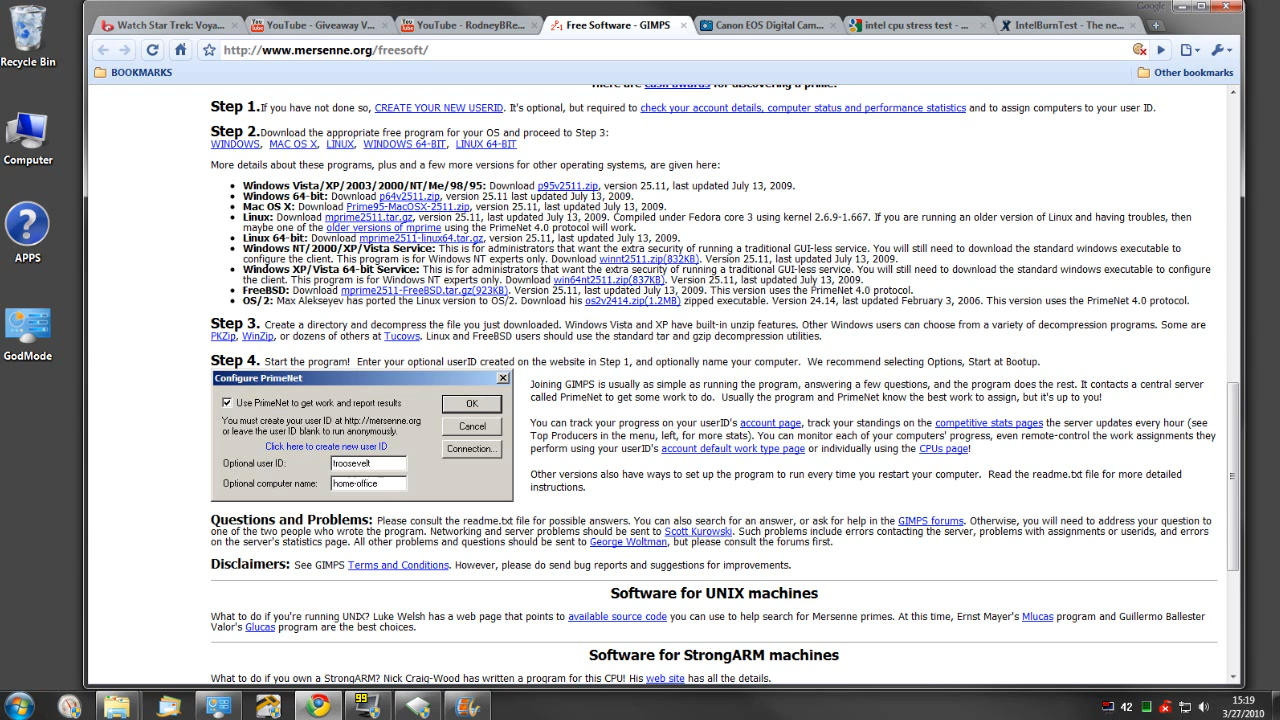 Google
Watch Star Trek: Voya...
YouTube - Giveaway V...
YouTube - RodneyBRe...
Free Software - GIMPS
Canon EOS Digital Cam...
intel cpu stress test - ...
IntelBurnTest - The ne...
http://www.mersenne.org/freesoft/
BOOKMARKS
Other bookmarks
Recycle Bin
Computer
APPS
GodMode
There are cash awards for discovering a prime!
Step 1. If you have not done so, CREATE YOUR NEW USERID. It's optional, but required to check your account details, computer status and performance statistics and to assign computers to your user ID.
Step 2. Download the appropriate free program for your OS and proceed to Step 3:
WINDOWS, MAC OS X, LINUX, WINDOWS 64-BIT, LINUX 64-BIT
More details about these programs, plus and a few more versions for other operating systems, are given here:
Windows Vista/XP/2003/2000/NT/Me/98/95: Download p95v2511.zip, version 25.11, last updated July 13, 2009.
Windows 64-bit: Download p64v2511.zip, version 25.11, last updated July 13, 2009.
Mac OS X: Download Prime95-MacOSX-2511.zip, version 25.11, last updated July 13, 2009.
Linux: Download mprime2511.tar.gz, version 25.11, last updated July 13, 2009. Compiled under Fedora core 3 using kernel 2.6.9-1.667. If you are running an older version of Linux and having troubles, then
maybe one of the older versions of mprime using the PrimeNet 4.0 protocol will work.
Linux 64-bit: Download mprime2511-linux64.tar.gz, version 25.11, last updated July 13, 2009.
Windows NT/2000/XP/Vista Service: This is for administrators that want the extra security of running a traditional GUI-less service. You will still need to download the standard windows executable to
configure the client. This program is for Windows NT experts only. Download winnt2511.zip(832KB). Version 25.11, last updated July 13, 2009.
Windows XP/Vista 64-bit Service: This is for administrators that want the extra security of running a traditional GUI-less service. You will still need to download the standard windows executable to configure
the client. This program is for Windows NT experts only. Download win64nt2511.zip(837KB). Version 25.11, last updated July 13, 2009.
FreeBSD: Download mprime2511-FreeBSD.tar.gz(923KB). Version 25.11, last updated July 13, 2009. This version uses the PrimeNet 4.0 protocol.
OS/2: Max Alekseyev has ported the Linux version to OS/2. Download his os2v2414.zip(1.2MB) zipped executable. Version 24.14, last updated February 3, 2006. This version uses the PrimeNet 4.0 protocol.
Step 3. Create a directory and decompress the file you just downloaded. Windows Vista and XP have built-in unzip features. Other Windows users can choose from a variety of decompression programs. Some are
PKZip, WinZip, or dozens of others at Tucows. Linux and FreeBSD users should use the standard tar and gzip decompression utilities.
Step 4. Start the program! Enter your optional userID created on the website in Step 1, and optionally name your computer. We recommend selecting Options, Start at Bootup.
Configure PrimeNet
Use PrimeNet to get work and report results
OK
You must create your user ID at http://mersenne.org
or leave the user ID blank to run anonymously.
Cancel
Click here to create new user ID
Connection...
Optional user ID: troosevelt
Optional computer name: home-office
Joining GIMPS is usually as simple as running the program, answering a few questions, and the program does the rest. It contacts a central server
called PrimeNet to get some work to do. Usually the program and PrimeNet know the best work to assign, but it's up to you!
You can track your progress on your userID's account page, track your standings on the competitive stats pages the server updates every hour (see
Top Producers in the menu, left, for more stats). You can monitor each of your computers' progress, even remote-control the work assignments they
perform using your userID's account default work type page or individually using the CPUs page!
Other versions also have ways to set up the program to run every time you restart your computer. Read the readme.txt file for more detailed
instructions.
Questions and Problems: Please consult the readme.txt file for possible answers. You can also search for an answer, or ask for help in the GIMPS forums. Otherwise, you will need to address your question to
one of the two people who wrote the program. Networking and server problems should be sent to Scott Kurowski. Such problems include errors contacting the server, problems with assignments or userids, and errors
on the server's statistics page. All other problems and questions should be sent to George Woltman, but please consult the forums first.
Disclaimers: See GIMPS Terms and Conditions. However, please do send bug reports and suggestions for improvements.
Software for UNIX machines
What to do if you're running UNIX? Luke Welsh has a web page that points to available source code you can use to help search for Mersenne primes. At this time, Ernst Mayer's Mlucas program and Guillermo Ballester
Valor's Glucas program are the best choices.
Software for StrongARM machines
What to do if you own a StrongARM? Nick Craig-Wood has written a program for this CPU! His web site has all the details.
99
42
15:19
3/27/2010